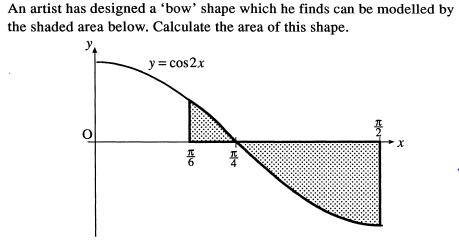 An artist has designed a ‘bow’ shape which he finds can be modelled by
the shaded area below. Calculate the area of this shape.
y
y = cos2x
O
π/6
π/4
π/2
x